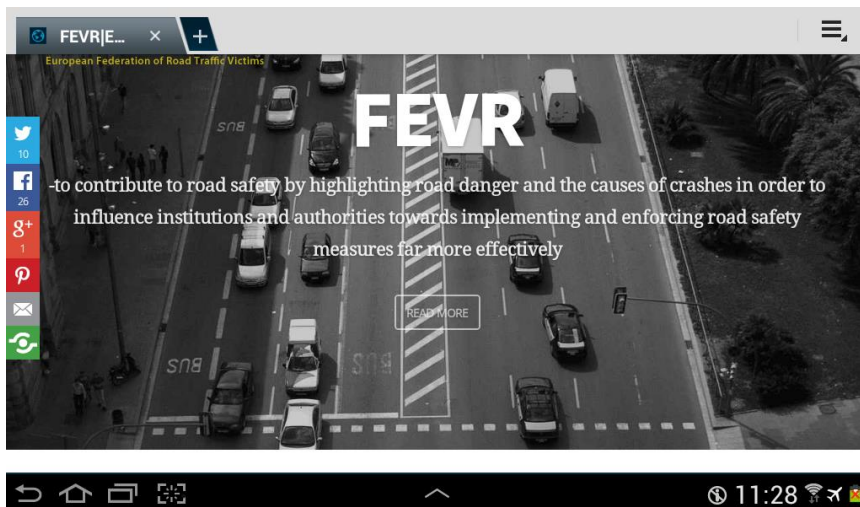 FEVR|E...
European Federation of Road Traffic Victims
FEVR
10
-to contribute to road safety by highlighting road danger and the causes of crashes in order to
26
influence institutions and authorities towards implementing and enforcing road safety
1
measures far more effectively
READ MORE
BUS
BUS
BUS
11:28